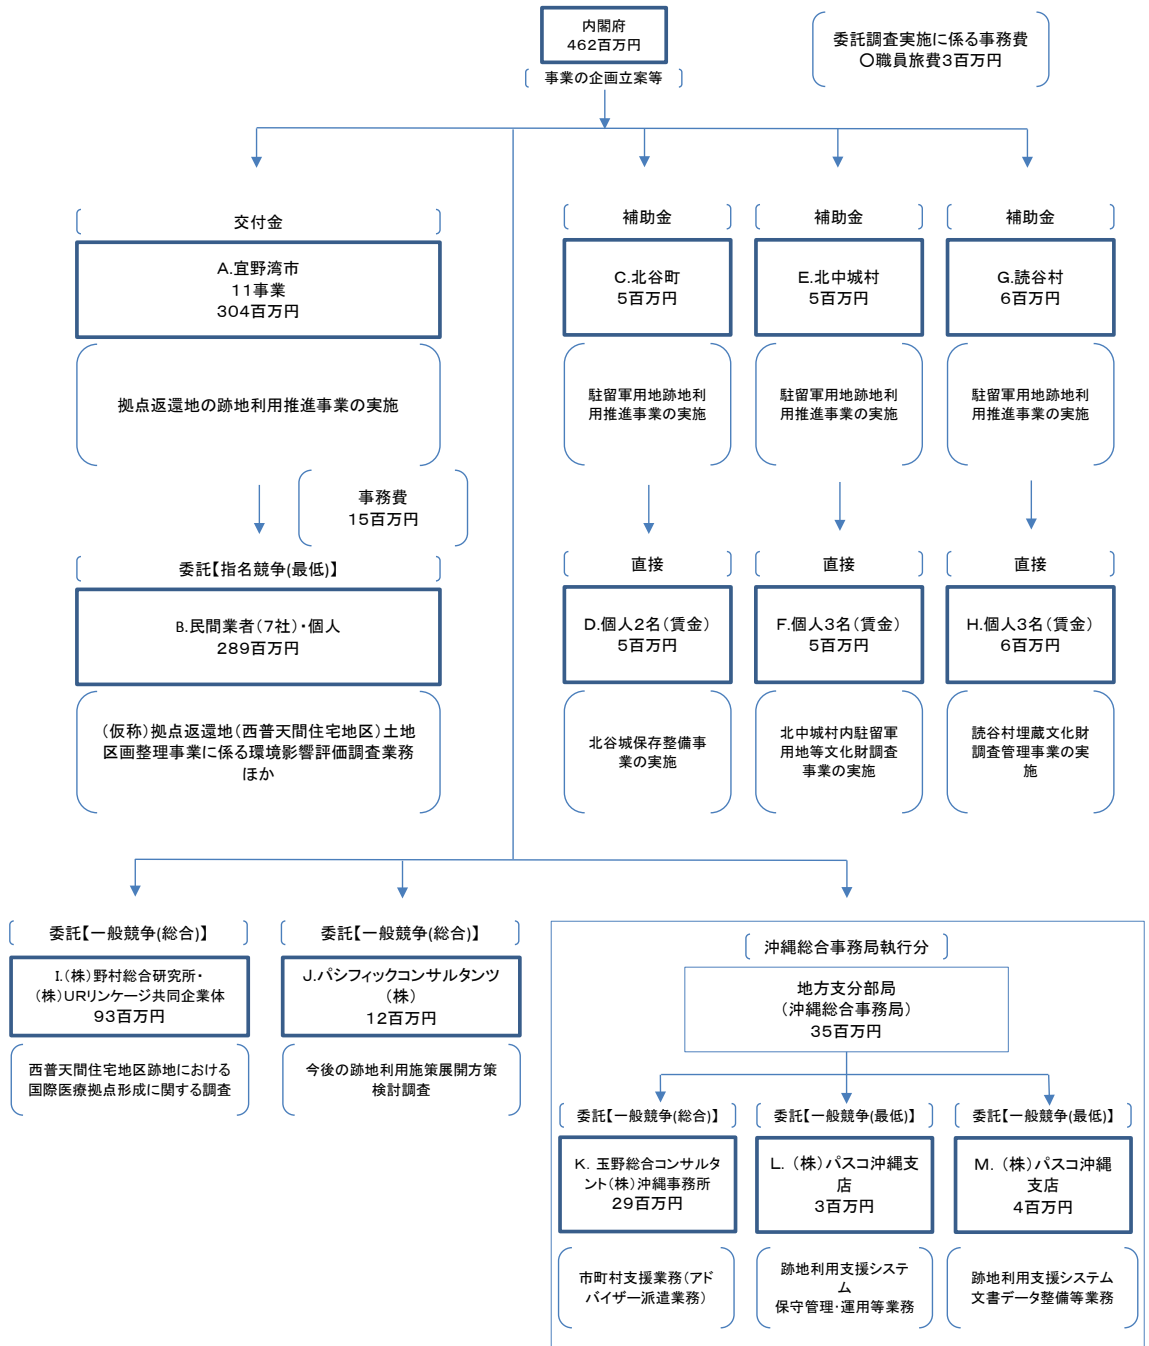 内閣府
462百万円
事業の企画立案等
委託調査実施に係る事務費
〇職員旅費3百万円
交付金
A.宜野湾市
11事業
304百万円
拠点返還地の跡地利用推進事業の実施
事務費
15百万円
委託【指名競争(最低)】
B.民間業者(7社)・個人
289百万円
(仮称)拠点返還地(西普天間住宅地区)土地
区画整理事業に係る環境影響評価調査業務
ほか
補助金
C.北谷町
5百万円
駐留軍用地跡地利
用推進事業の実施
直接
D.個人2名(賃金)
5百万円
北谷城保存整備事
業の実施
補助金
E.北中城村
5百万円
駐留軍用地跡地利
用推進事業の実施
直接
F.個人3名(賃金)
5百万円
北中城村内駐留軍
用地等文化財調査
事業の実施
補助金
G.読谷村
6百万円
駐留軍用地跡地利
用推進事業の実施
直接
H.個人3名(賃金)
6百万円
読谷村埋蔵文化財
調査管理事業の実
施
委託【一般競争(総合)】
I.(株)野村総合研究所・
(株)URリンケージ共同企業体
93百万円
西普天間住宅地区跡地における
国際医療拠点形成に関する調査
委託【一般競争(総合)】
J.パシフィックコンサルタンツ
(株)
12百万円
今後の跡地利用施策展開方策
検討調査
沖縄総合事務局執行分
地方支分部局
(沖縄総合事務局)
35百万円
委託【一般競争(総合)】
K. 玉野総合コンサルタ
ント(株)沖縄事務所
29百万円
市町村支援業務(アド
バイザー派遣業務)
委託【一般競争(最低)】
L. (株)パスコ沖縄支
店
3百万円
跡地利用支援システ
ム
保守管理・運用等業務
委託【一般競争(最低)】
M. (株)パスコ沖縄
支店
4百万円
跡地利用支援システム
文書データ整備等業務